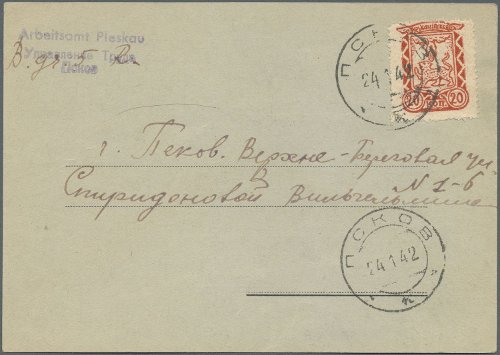 Arbeitsamt Pleskau
Управление Труда
Псков
ПСКОВ
24 1 42
20 20
г. Псков. Верхне-Береговая ул
В
Спиридоновой Вильгельмине
N 1-б
ПСКОВ
24 1 42